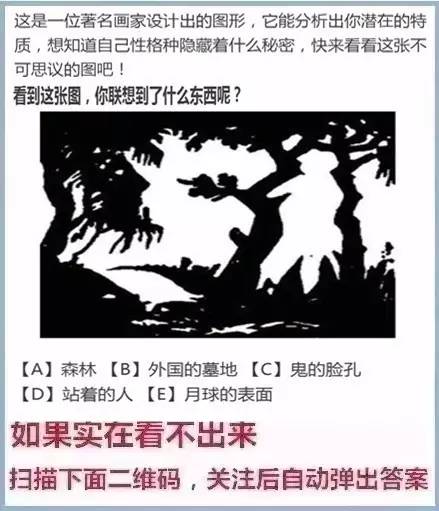 这是一位著名画家设计出的图形，它能分析出你潜在的特
质，想知道自己性格种隐藏着什么秘密，快来看看这张不
可思议的图吧！
看到这张图，你联想到了什么东西呢？
【A】森林 【B】外国的墓地 【C】鬼的脸孔
【D】站着的人 【E】月球的表面
如果实在看不出来
扫描下面二维码，关注后自动弹出答案